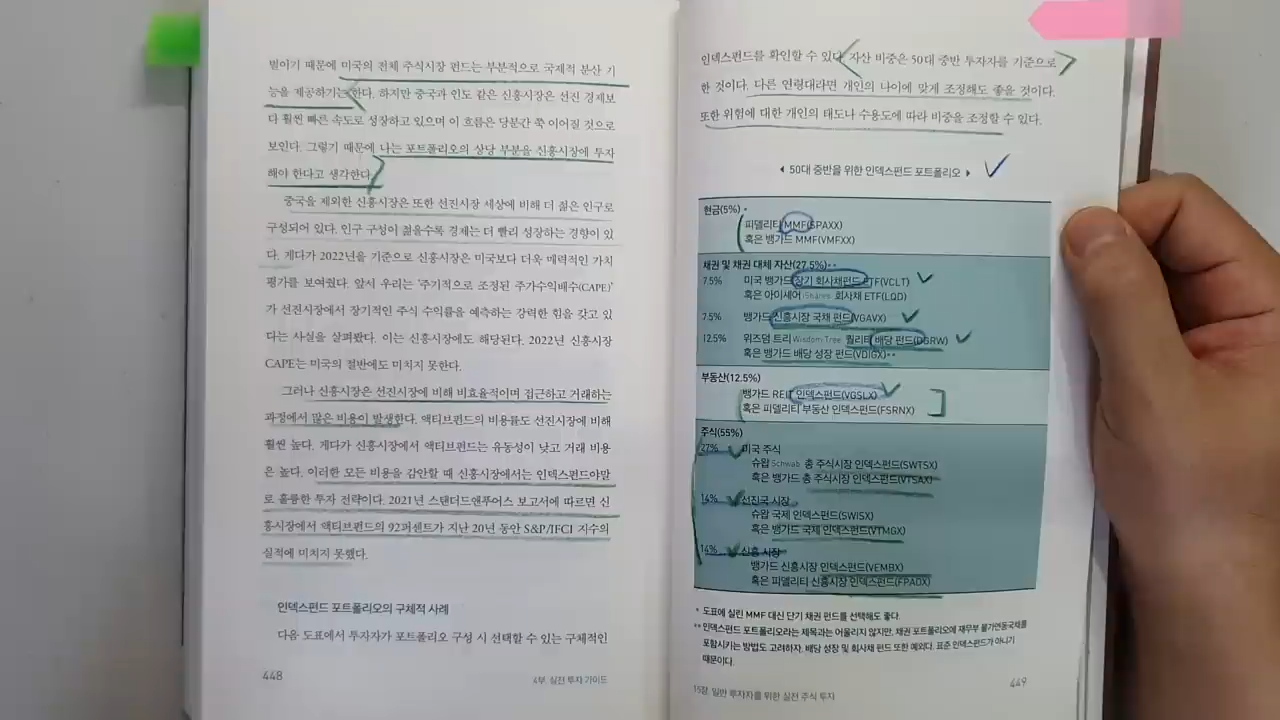 벌이기 때문에 미국의 전체 주식시장 펀드는 부분적으로 국제적 분산 기
능을 제공하기는 한다. 하지만 중국과 인도 같은 신흥시장은 선진 경제보
다 훨씬 빠른 속도로 성장하고 있으며 이 흐름은 당분간 쭉 이어질 것으로
보인다. 그렇기 때문에 나는 포트폴리오의 상당 부분을 신흥시장에 투자
해야 한다고 생각한다.
중국을 제외한 신흥시장은 또한 선진시장 세상에 비해 더 젊은 인구로
구성되어 있다. 인구 구성이 젊을수록 경제는 더 빨리 성장하는 경향이 있
다. 게다가 2022년을 기준으로 신흥시장은 미국보다 더욱 매력적인 가치
평가를 보여줬다. 앞서 우리는 '주기적으로 조정된 주가수익배수(CAPE)'
가 선진시장에서 장기적인 주식 수익률을 예측하는 강력한 힘을 갖고 있
다는 사실을 살펴봤다. 이는 신흥시장에도 해당된다. 2022년 신흥시장
CAPE는 미국의 절반에도 미치지 못한다.
그러나 신흥시장은 선진시장에 비해 비효율적이며 접근하고 거래하는
과정에서 많은 비용이 발생한다. 액티브펀드의 비용률도 선진시장에 비해
훨씬 높다. 게다가 신흥시장에서 액티브펀드는 유동성이 낮고 거래 비용
은 높다. 이러한 모든 비용을 감안할 때 신흥시장에서는 인덱스펀드야말
로 훌륭한 투자 전략이다. 2021년 스탠더드앤푸어스 보고서에 따르면 신
흥시장에서 액티브펀드의 92퍼센트가 지난 20년 동안 S&P/IFCI 지수의
실적에 미치지 못했다.
인덱스펀드 포트폴리오의 구체적 사례
다음 도표에서 투자자가 포트폴리오 구성 시 선택할 수 있는 구체적인
448
4부. 실전 투자 가이드
인덱스펀드를 확인할 수 있다. 자산 비중은 50대 중반 투자자를 기준으로
한 것이다. 다른 연령대라면 개인의 나이에 맞게 조정해도 좋을 것이다.
또한 위험에 대한 개인의 태도나 수용도에 따라 비중을 조정할 수 있다.
◀ 50대 중반을 위한 인덱스펀드 포트폴리오 ▶
현금(5%)*
피델리티 MMF(SPAXX)
혹은 뱅가드 MMF(VMFXX)
채권 및 채권 대체 자산(27.5%)**
7.5% 미국 뱅가드 장기 회사채펀드 ETF(VCLT)
혹은 아이셰어 iShares 회사채 ETF(LQD)
7.5% 뱅가드 신흥시장 국채 펀드(VGAVX)
12.5% 위즈덤 트리 Wisdom Tree 퀄리티 배당 펀드(DGRW)
혹은 뱅가드 배당 성장 펀드(VDIGX)**
부동산(12.5%)
뱅가드 REIT 인덱스펀드(VGSLX)
혹은 피델리티 부동산 인덱스펀드(FSRNX)
주식(55%)
27% 미국 주식
슈왑 Schwab 총 주식시장 인덱스펀드(SWTSX)
혹은 뱅가드 총 주식시장 인덱스펀드(VTSAX)
14% 선진국 시장
슈왑 국제 인덱스펀드(SWISX)
혹은 뱅가드 국제 인덱스펀드(VTMGX)
14% 신흥 시장
뱅가드 신흥시장 인덱스펀드(VEMBX)
혹은 피델리티 신흥시장 인덱스펀드(FPADX)
* 도표에 실린 MMF 대신 단기 채권 펀드를 선택해도 좋다.
** 인덱스펀드 포트폴리오라는 제목과는 어울리지 않지만, 채권 포트폴리오에 재무부 물가연동국채를
포함시키는 방법도 고려하자. 배당 성장 및 회사채 펀드 또한 예외다. 표준 인덱스펀드가 아니기
때문이다.
15장. 일반 투자자를 위한 실전 주식 투자
449